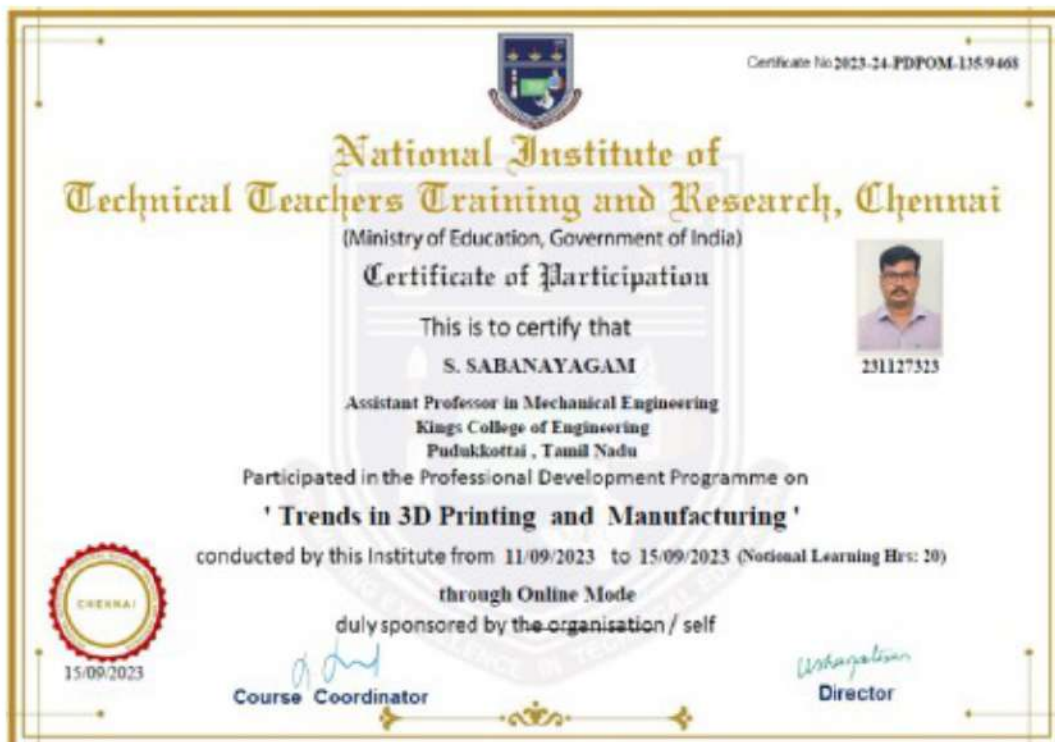 Certificate No 2023-24-PDPOM-135/9468
National Institute of
Technical Teachers Training and Research, Chennai
(Ministry of Education, Government of India)
Certificate of Participation
This is to certify that
S. SABANAYAGAM
231127323
Assistant Professor in Mechanical Engineering
Kings College of Engineering
Pudukkottai , Tamil Nadu
Participated in the Professional Development Programme on
' Trends in 3D Printing and Manufacturing '
conducted by this Institute from 11/09/2023 to 15/09/2023 (Notional Learning Hrs: 20)
through Online Mode
duly sponsored by the organisation / self
CHENNAI
15/09/2023
Course Coordinator
Director